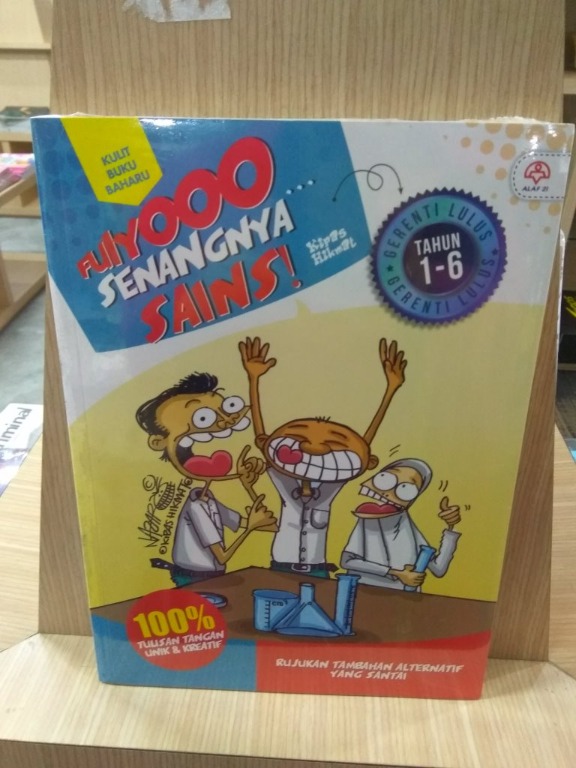 KULIT
BUKU
BAHARU
FuIYOOO....
SENANGNYA
SAINS!
Kipas
Hikmat
GERENTI LULUS
TAHUN
1-6
GERENTI LULUS
ALAF 21
100%
TULISAN TANGAN
UNIK & KREATIF
RUJUKAN TAMBAHAN ALTERNATIF
YANG SANTAI